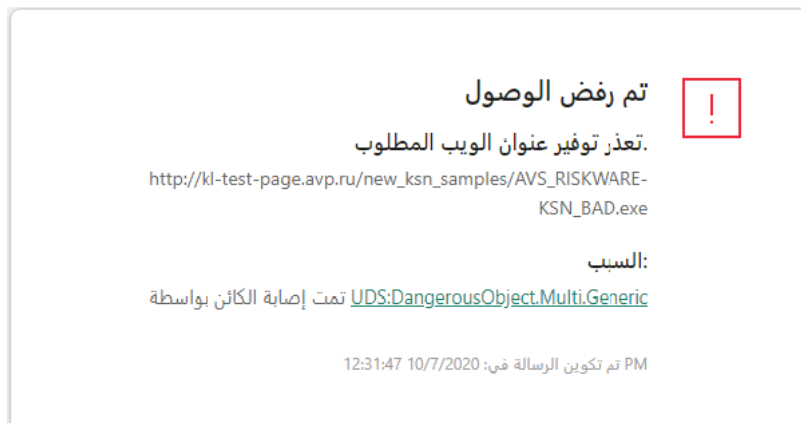 !
تم رفض الوصول
.تعذر توفير عنوان الويب المطلوب
http://kl-test-page.avp.ru/new_ksn_samples/AVS_RISKWARE-
KSN_BAD.exe
:السبب
تمت إصابة الكائن بواسطة UDS:DangerousObject.Multi.Generic
PM تم تكوين الرسالة في: 10/7/2020 12:31:47